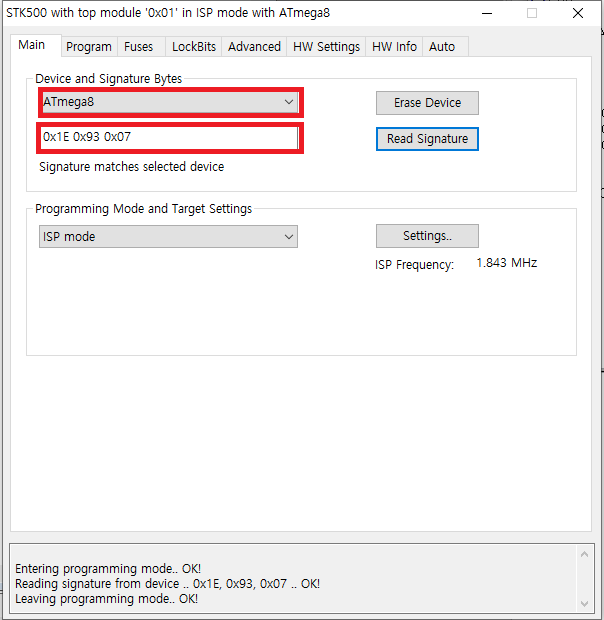 STK500 with top module '0x01' in ISP mode with ATmega8
Main Program Fuses LockBits Advanced HW Settings HW Info Auto
Device and Signature Bytes
ATmega8 Erase Device
0x1E 0x93 0x07 Read Signature
Signature matches selected device
Programming Mode and Target Settings
ISP mode Settings..
ISP Frequency: 1.843 MHz
Entering programming mode.. OK!
Reading signature from device .. 0x1E, 0x93, 0x07 .. OK!
Leaving programming mode.. OK!